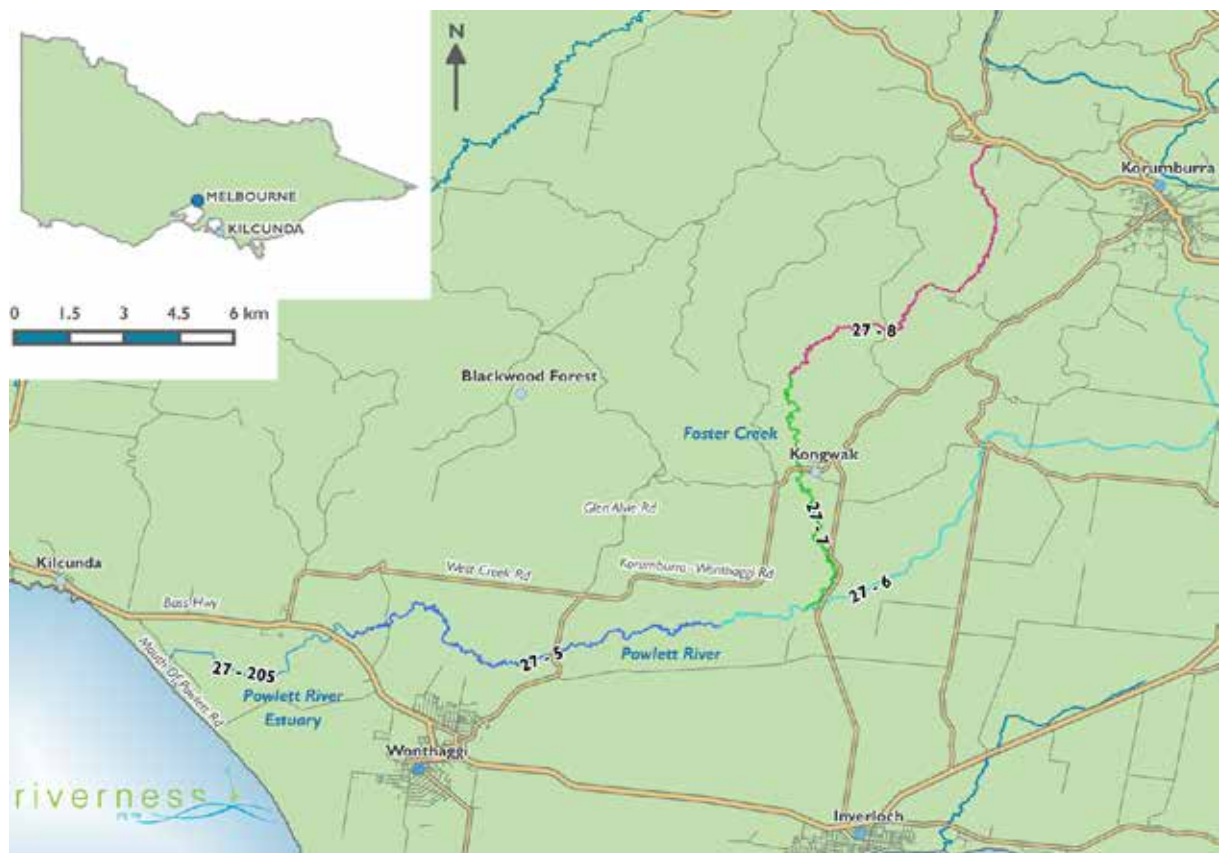 N
MELBOURNE
KILCUNDA
0 1.5 3 4.5 6 km
Korumburra
27 - 8
Blackwood Forest
Foster Creek
Kongwak
Glen Alvie Rd
27 - 7
Kilcunda
West Creek Rd
Korumburra - Wonthaggi Rd
27 - 6
Bass Hwy
27 - 5
Powlett River
Mouth Of Powlett Rd
27 - 205
Powlett River
Estuary
Wonthaggi
riverness
Inverloch